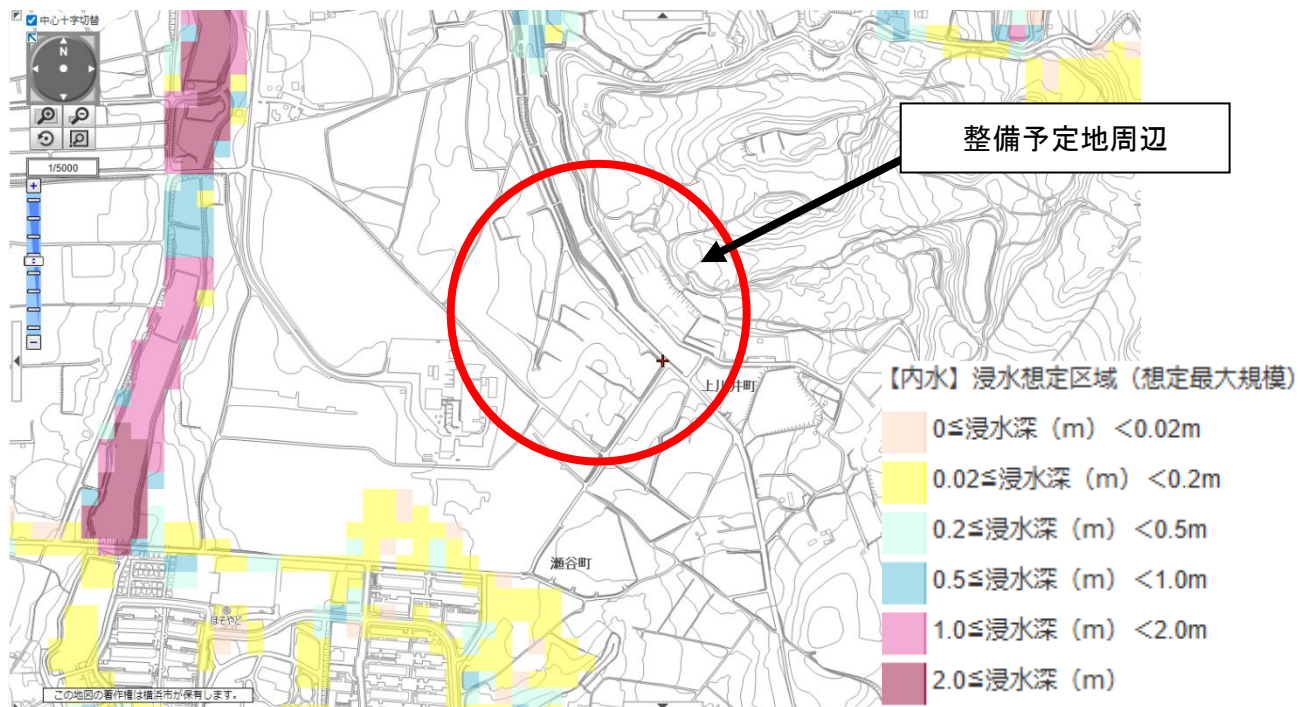 中心十字切替
N
1/5000
整備予定地周辺
上川井町
瀬谷町
ほそやど
この地図の著作権は横浜市が保有します。
【内水】浸水想定区域（想定最大規模）
0≦浸水深（m）<0.02m
0.02≦浸水深（m）<0.2m
0.2≦浸水深（m）<0.5m
0.5≦浸水深（m）<1.0m
1.0≦浸水深（m）<2.0m
2.0≦浸水深（m）